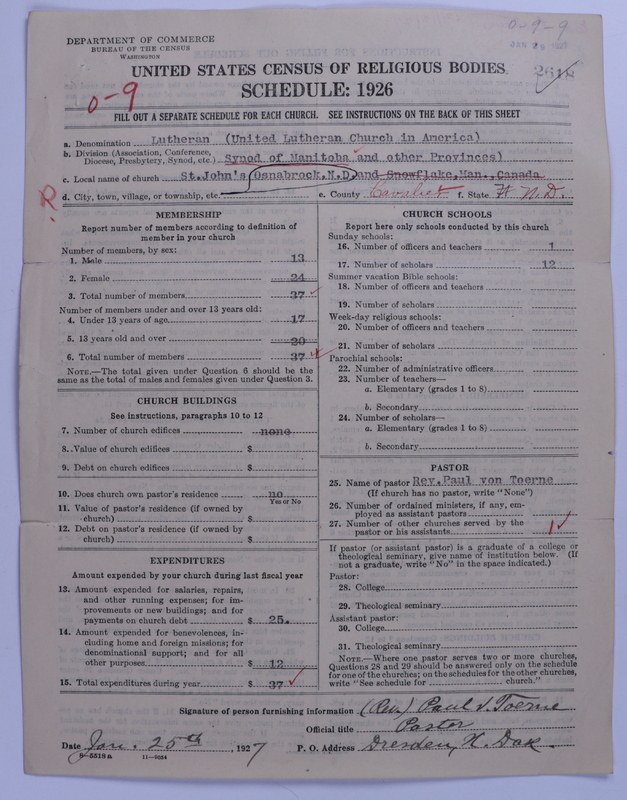 0-9-9
JAN 28 1927
DEPARTMENT OF COMMERCE
BUREAU OF THE CENSUS
WASHINGTON
UNITED STATES CENSUS OF RELIGIOUS BODIES
SCHEDULE: 1926
0-9
FILL OUT A SEPARATE SCHEDULE FOR EACH CHURCH. SEE INSTRUCTIONS ON THE BACK OF THIS SHEET
a. Denomination Lutheran (United Lutheran Church in America)
b. Division (Association, Conference, Diocese, Presbytery, Synod, etc.) Synod of Manitoba and other Provinces)
c. Local name of church St.John's (Osnabrock,N.D. and Snowflake,Man., Canada
R
d. City, town, village, or township, etc. e. County Cavalier f. State N.D.
MEMBERSHIP
Report number of members according to definition of
member in your church
Number of members, by sex:
1. Male 13
2. Female 24
3. Total number of members 37
Number of members under and over 13 years old:
4. Under 13 years of age 17
5. 13 years old and over 20
6. Total number of members 37
NOTE.—The total given under Question 6 should be
same as the total of males and females given under Question 3.
CHURCH BUILDINGS
See instructions, paragraphs 10 to 12
7. Number of church edifices none
8. Value of church edifices $
9. Debt on church edifices $
10. Does church own pastor's residence no
Yes or No
11. Value of pastor's residence (if owned by
church) $
12. Debt on pastor's residence (if owned by
church) $
EXPENDITURES
Amount expended by your church during last fiscal year
13. Amount expended for salaries, repairs,
and other running expenses; for im-
provements or new buildings; and for
payments on church debt $ 25.
14. Amount expended for benevolences, in-
cluding home and foreign missions; for
denominational support; and for all
other purposes $ 12
15. Total expenditures during year $ 37
CHURCH SCHOOLS
Report here only schools conducted by this church
Sunday schools:
16. Number of officers and teachers 1
17. Number of scholars 12
Summer vacation Bible schools:
18. Number of officers and teachers
19. Number of scholars
Week-day religious schools:
20. Number of officers and teachers
21. Number of scholars
Parochial schools:
22. Number of administrative officers
23. Number of teachers—
a. Elementary (grades 1 to 8)
b. Secondary
24. Number of scholars—
a. Elementary (grades 1 to 8)
b. Secondary
PASTOR
25. Name of pastor Rev.Paul von Toerne
(If church has no pastor, write "None")
26. Number of ordained ministers, if any, em-
ployed as assistant pastors
27. Number of other churches served by the
pastor or his assistants 1
If pastor (or assistant pastor) is a graduate of a college or
theological seminary, give name of institution below. (If
not a graduate, write "No" in the space indicated.)
Pastor:
28. College
29. Theological seminary
Assistant pastor:
30. College
31. Theological seminary
NOTE.—Where one pastor serves two or more churches,
Questions 28 and 29 should be answered only on the schedule
for one of the churches; on the schedules for the other churches,
write "See schedule for church."
Signature of person furnishing information (Rev.) Paul v. Toerne
Official title Pastor
Date Jan. 25th, 1927 P. O. Address Dresden, N. Dak.
8—5518a 11—9034